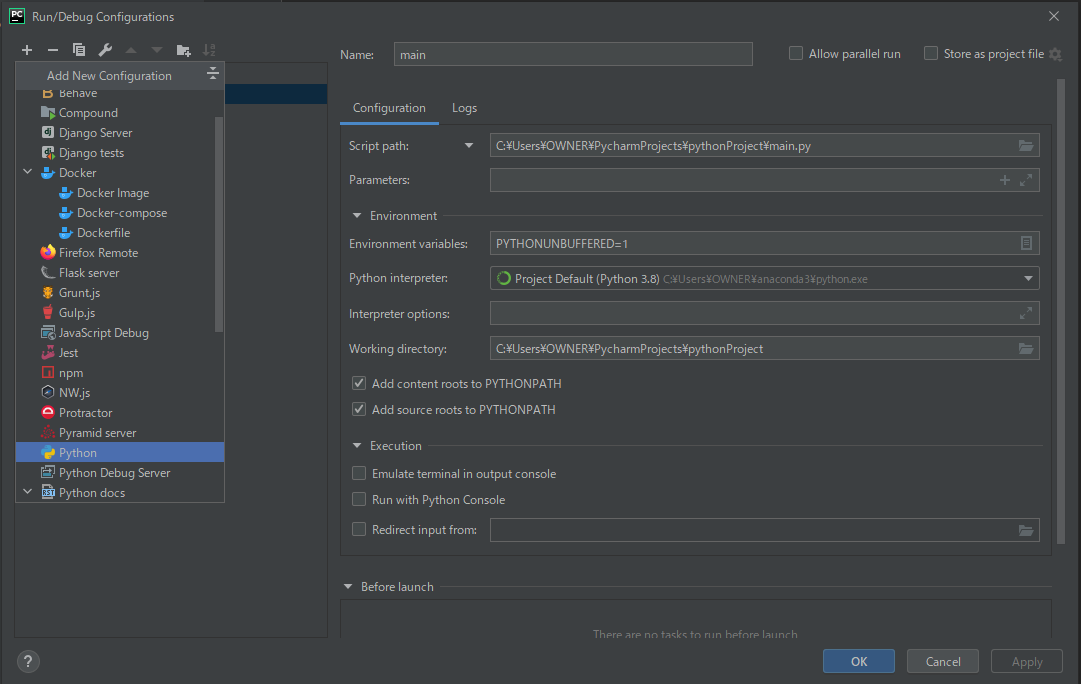 PC Run/Debug Configurations
Name: main
Allow parallel run
Store as project file
Add New Configuration
Behave
Compound
dj Django Server
dj Django tests
Docker
Docker Image
Docker-compose
Dockerfile
Firefox Remote
Flask server
Grunt.js
Gulp.js
JavaScript Debug
Jest
npm
NW.js
Protractor
Pyramid server
Python
Python Debug Server
RST Python docs
Configuration Logs
Script path: C:¥Users¥OWNER¥PycharmProjects¥pythonProject¥main.py
Parameters:
Environment
Environment variables: PYTHONUNBUFFERED=1
Python interpreter: Project Default (Python 3.8) C:¥Users¥OWNER¥anaconda3¥python.exe
Interpreter options:
Working directory: C:¥Users¥OWNER¥PycharmProjects¥pythonProject
Add content roots to PYTHONPATH
Add source roots to PYTHONPATH
Execution
Emulate terminal in output console
Run with Python Console
Redirect input from:
Before launch
There are no tasks to run before launch
?
OK Cancel Apply